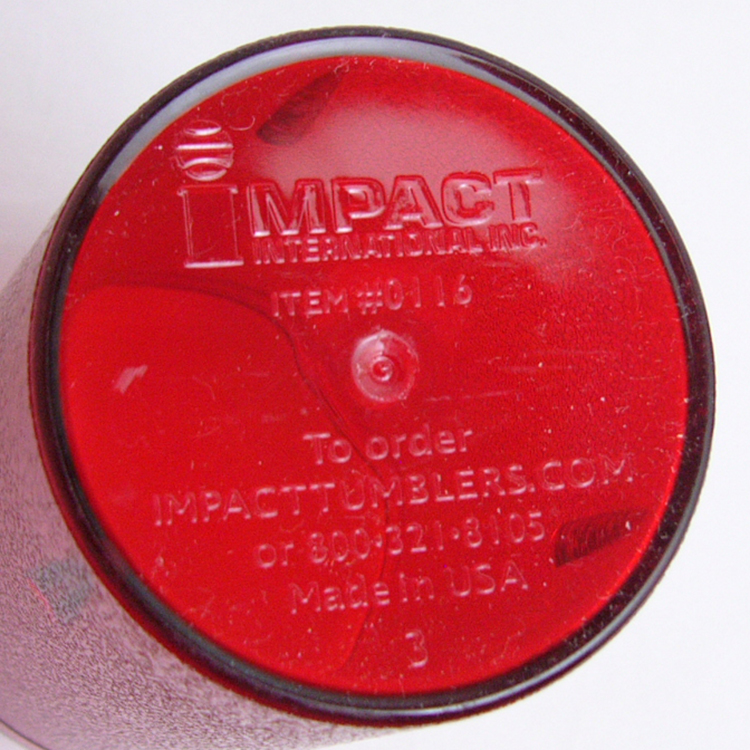 IMPACT
INTERNATIONAL INC.
ITEM #0116
To order
IMPACTTUMBLERS.COM
or 800•321•8105
Made in USA
3